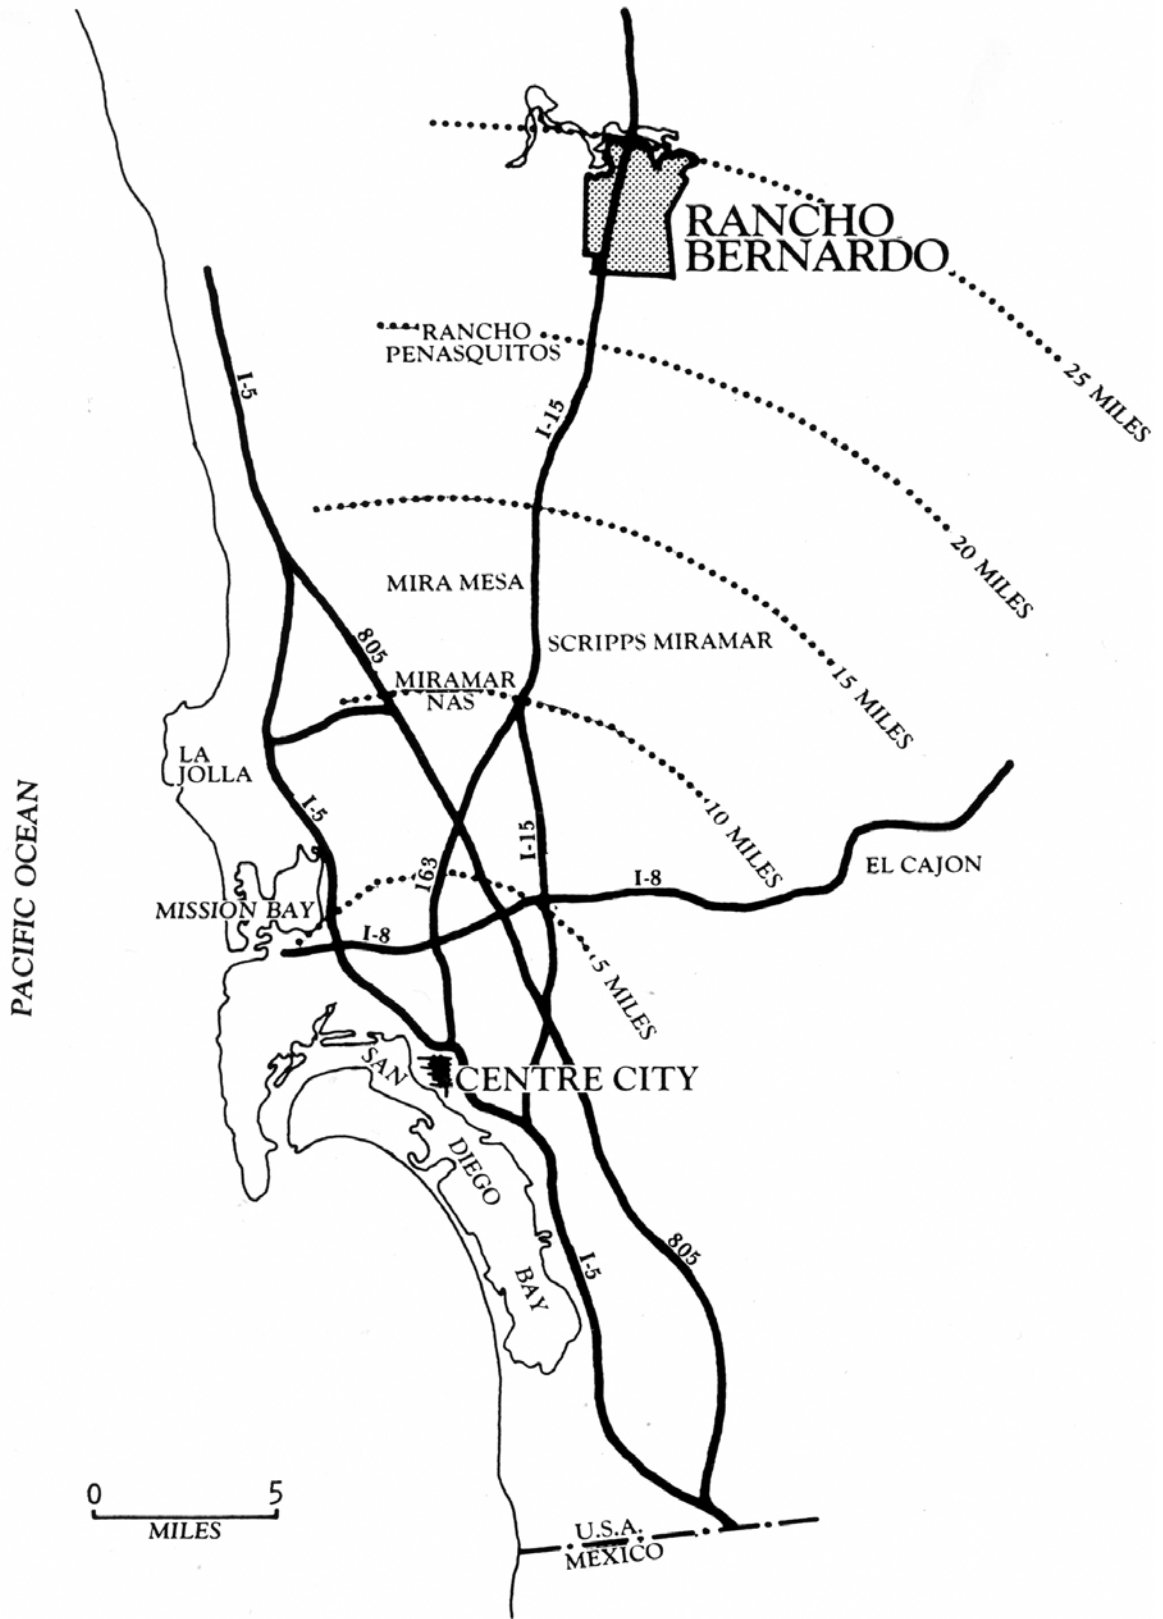 RANCHO
BERNARDO
RANCHO
PENASQUITOS
I-5
25 MILES
I-15
20 MILES
MIRA MESA
805
SCRIPPS MIRAMAR
15 MILES
MIRAMAR
NAS
LA
JOLLA
I-5
10 MILES
I-15
163
I-8
EL CAJON
PACIFIC OCEAN
MISSION BAY
I-8
5 MILES
SAN
CENTRE CITY
DIEGO
805
I-5
BAY
0 5
MILES
U.S.A.
MEXICO